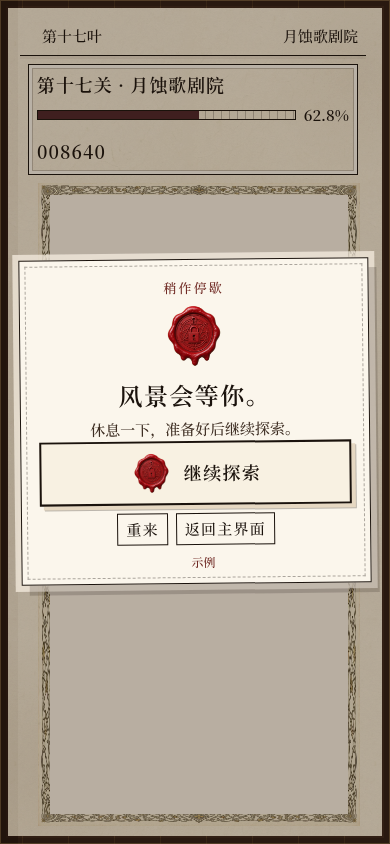 第十七叶 月蚀歌剧院
第十七关·月蚀歌剧院
62.8%
008640
稍作停歇
风景会等你。
休息一下，准备好后继续探索。
继续探索
重来 返回主界面
示例